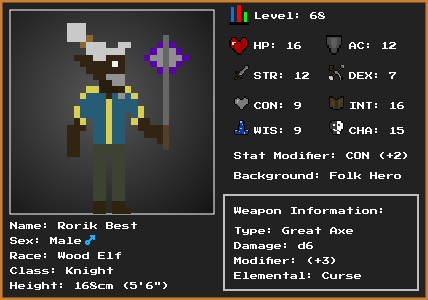 Level: 68
HP: 16 AC: 12
STR: 12 DEX: 7
CON: 9 INT: 16
WIS: 9 CHA: 15
Stat Modifier: CON (+2)
Background: Folk Hero
Name: Rorik Best
Sex: Male
Race: Wood Elf
Class: Knight
Height: 168cm (5'6")
Weapon Information:
Type: Great Axe
Damage: d6
Modifier: (+3)
Elemental: Curse